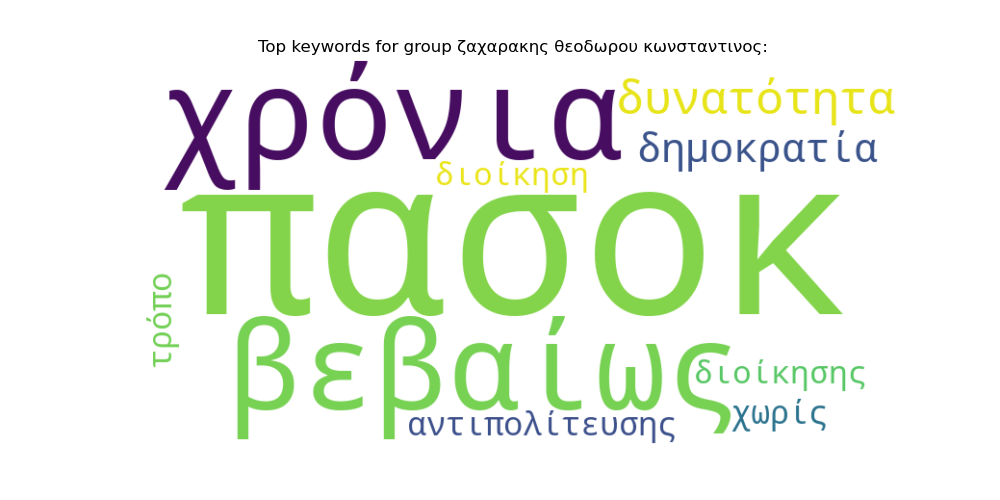 Top keywords for group ζαχαρακης θεοδωρου κωνσταντινος:
χρόνια
δυνατότητα
δημοκρατία
διοίκηση
πασοκ
τρόπο
βεβαίως
διοίκησης
χωρίς
αντιπολίτευσης